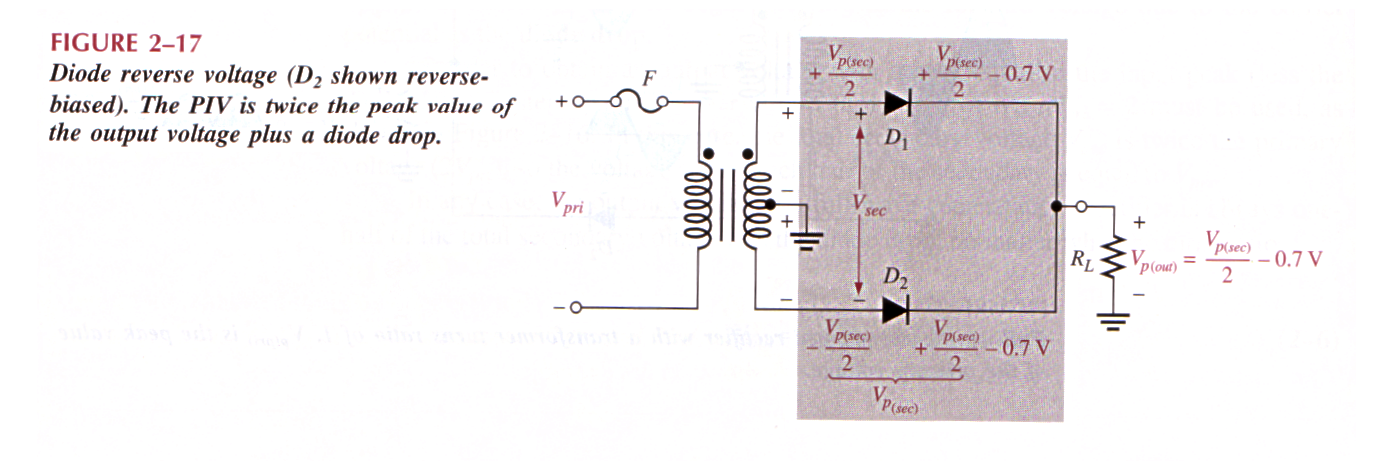 FIGURE 2–17
Diode reverse voltage (D₂ shown reverse-
biased). The PIV is twice the peak value of
the output voltage plus a diode drop.
F
+
−
V_pri
+
−
+
−
+ V_p(sec)/2
+ V_p(sec)/2 – 0.7 V
+
D₁
V_sec
D₂
−
− V_p(sec)/2
+ V_p(sec)/2 – 0.7 V
V_p(sec)
R_L
+
V_p(out) = V_p(sec)/2 – 0.7 V
−